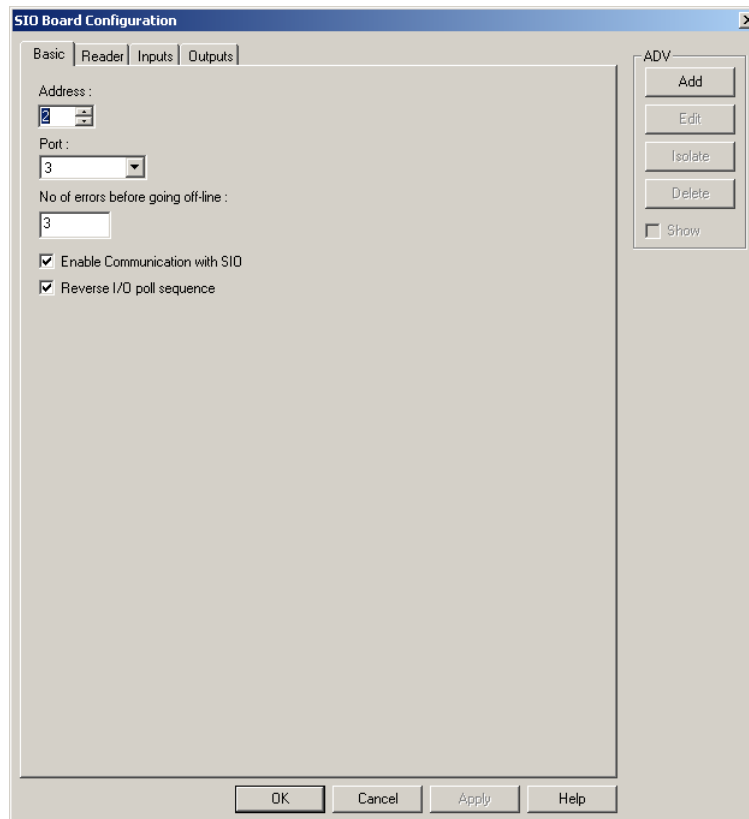 SIO Board Configuration
Basic Reader Inputs Outputs
Address :
2
Port :
3
No of errors before going off-line :
3
Enable Communication with SIO
Reverse I/O poll sequence
ADV
Add
Edit
Isolate
Delete
Show
OK Cancel Apply Help